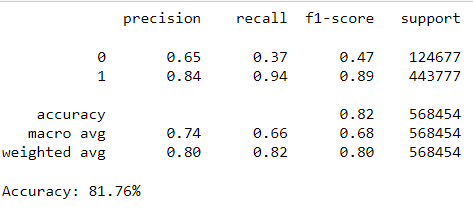 precision recall f1-score support
0 0.65 0.37 0.47 124677
1 0.84 0.94 0.89 443777
accuracy 0.82 568454
macro avg 0.74 0.66 0.68 568454
weighted avg 0.80 0.82 0.80 568454
Accuracy: 81.76%